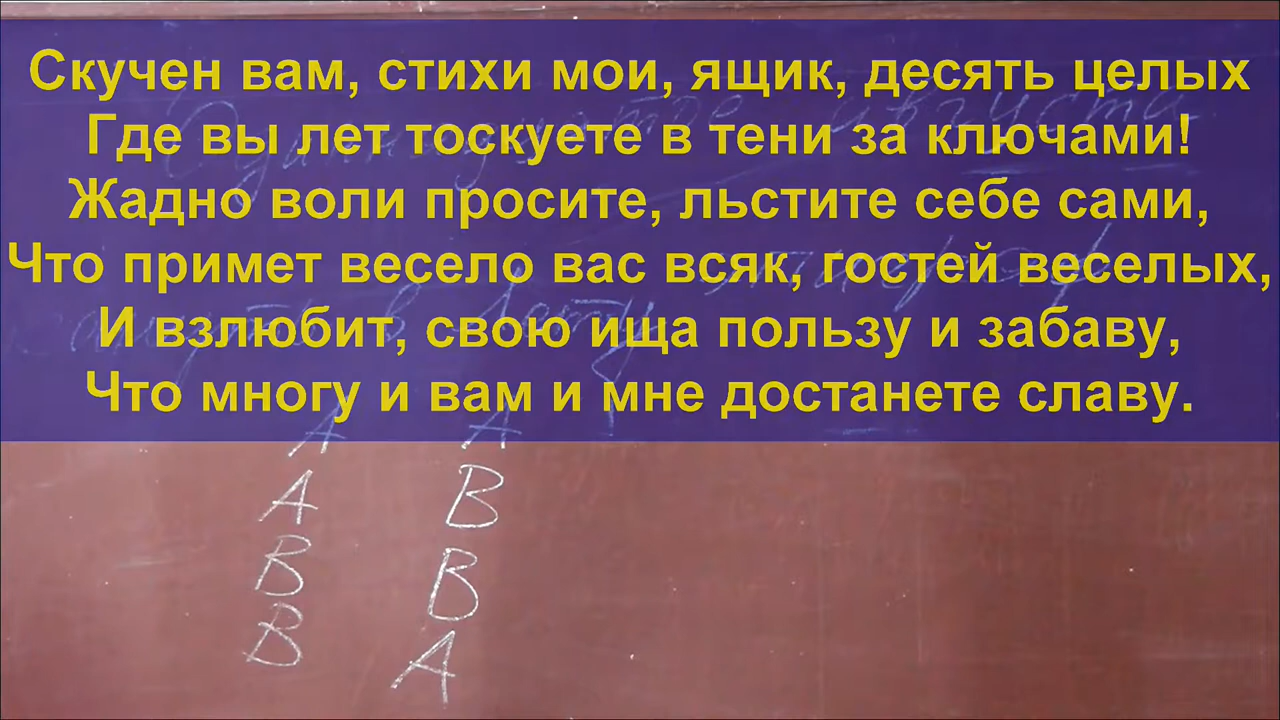 Скучен вам, стихи мои, ящик, десять целых
Где вы лет тоскуете в тени за ключами!
Жадно воли просите, льстите себе сами,
Что примет весело вас всяк, гостей веселых,
И взлюбит, свою ища пользу и забаву,
Что многу и вам и мне достанете славу.
A A
A B
B B
B A